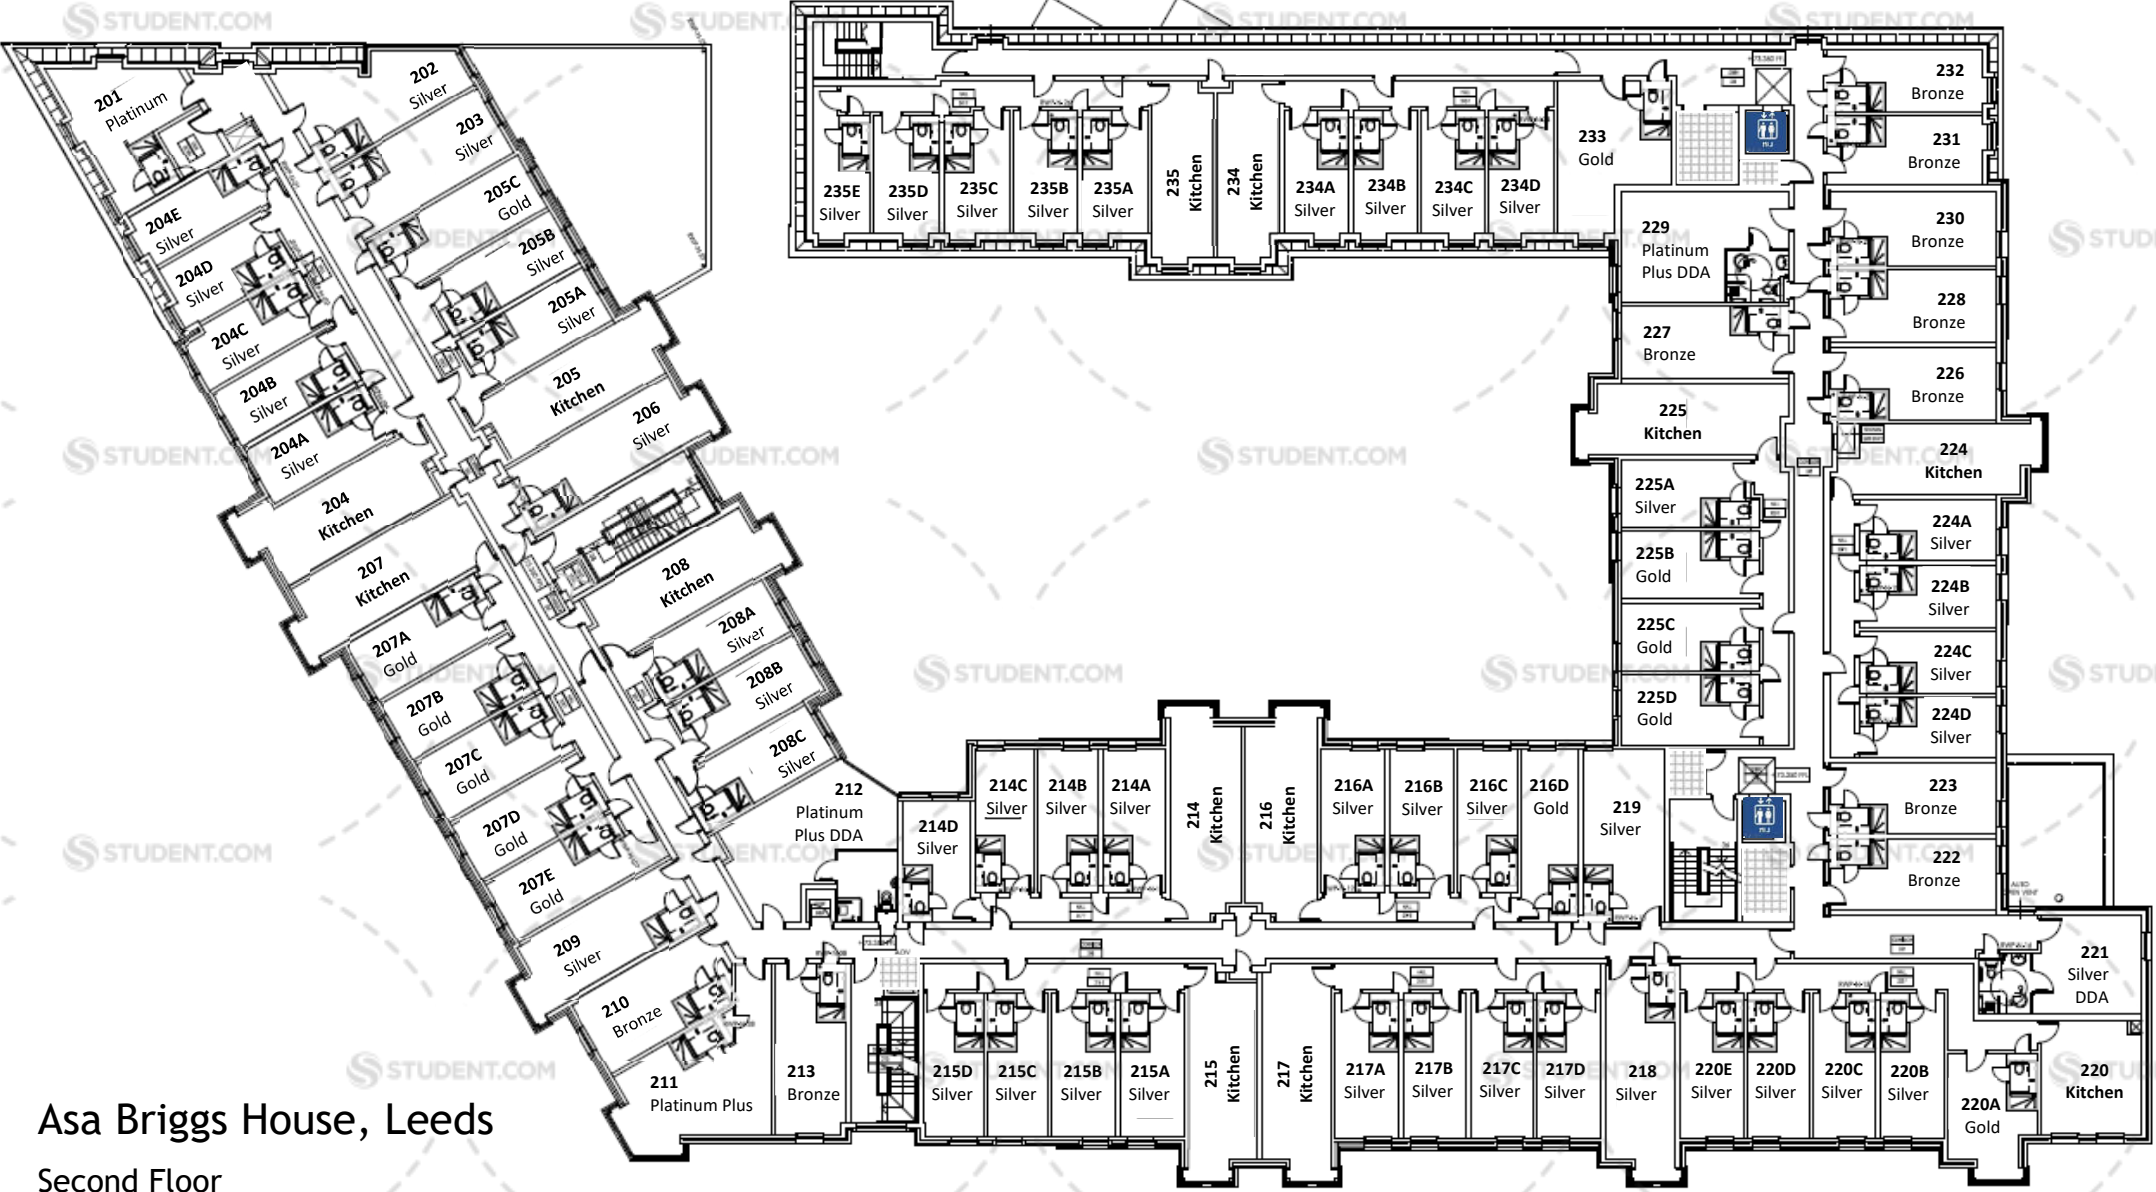 201
Platinum
202
Silver
203
Silver
204E
Silver
205C
Gold
204D
Silver
205B
Silver
204C
Silver
205A
Silver
204B
Silver
205
Kitchen
204A
Silver
206
Silver
204
Kitchen
207
Kitchen
208
Kitchen
207A
Gold
208A
Silver
207B
Gold
208B
Silver
207C
Gold
208C
Silver
207D
Gold
207E
Gold
209
Silver
210
Bronze
211
Platinum Plus
212
Platinum
Plus DDA
213
Bronze
235E
Silver
235D
Silver
235C
Silver
235B
Silver
235A
Silver
235
Kitchen
234
Kitchen
234A
Silver
234B
Silver
234C
Silver
234D
Silver
233
Gold
232
Bronze
231
Bronze
230
Bronze
229
Platinum
Plus DDA
228
Bronze
227
Bronze
226
Bronze
225
Kitchen
224
Kitchen
225A
Silver
224A
Silver
225B
Gold
224B
Silver
225C
Gold
224C
Silver
225D
Gold
224D
Silver
223
Bronze
222
Bronze
214D
Silver
214C
Silver
214B
Silver
214A
Silver
214
Kitchen
216
Kitchen
216A
Silver
216B
Silver
216C
Silver
216D
Gold
219
Silver
221
Silver
DDA
215D
Silver
215C
Silver
215B
Silver
215A
Silver
215
Kitchen
217
Kitchen
217A
Silver
217B
Silver
217C
Silver
217D
Silver
218
Silver
220E
Silver
220D
Silver
220C
Silver
220B
Silver
220A
Gold
220
Kitchen
Asa Briggs House, Leeds
Second Floor
STUDENT.COM